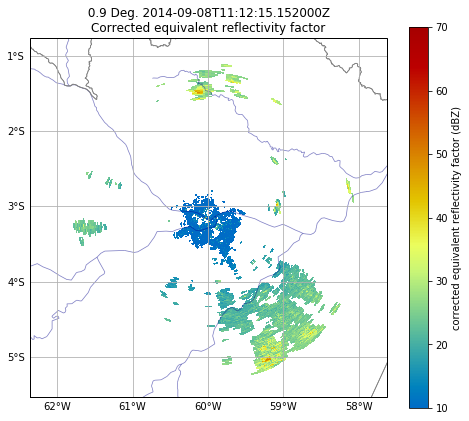 0.9 Deg. 2014-09-08T11:12:15.152000Z
Corrected equivalent reflectivity factor
1°S
2°S
3°S
4°S
5°S
62°W
61°W
60°W
59°W
58°W
70
60
50
40
30
20
10
corrected equivalent reflectivity factor (dBZ)